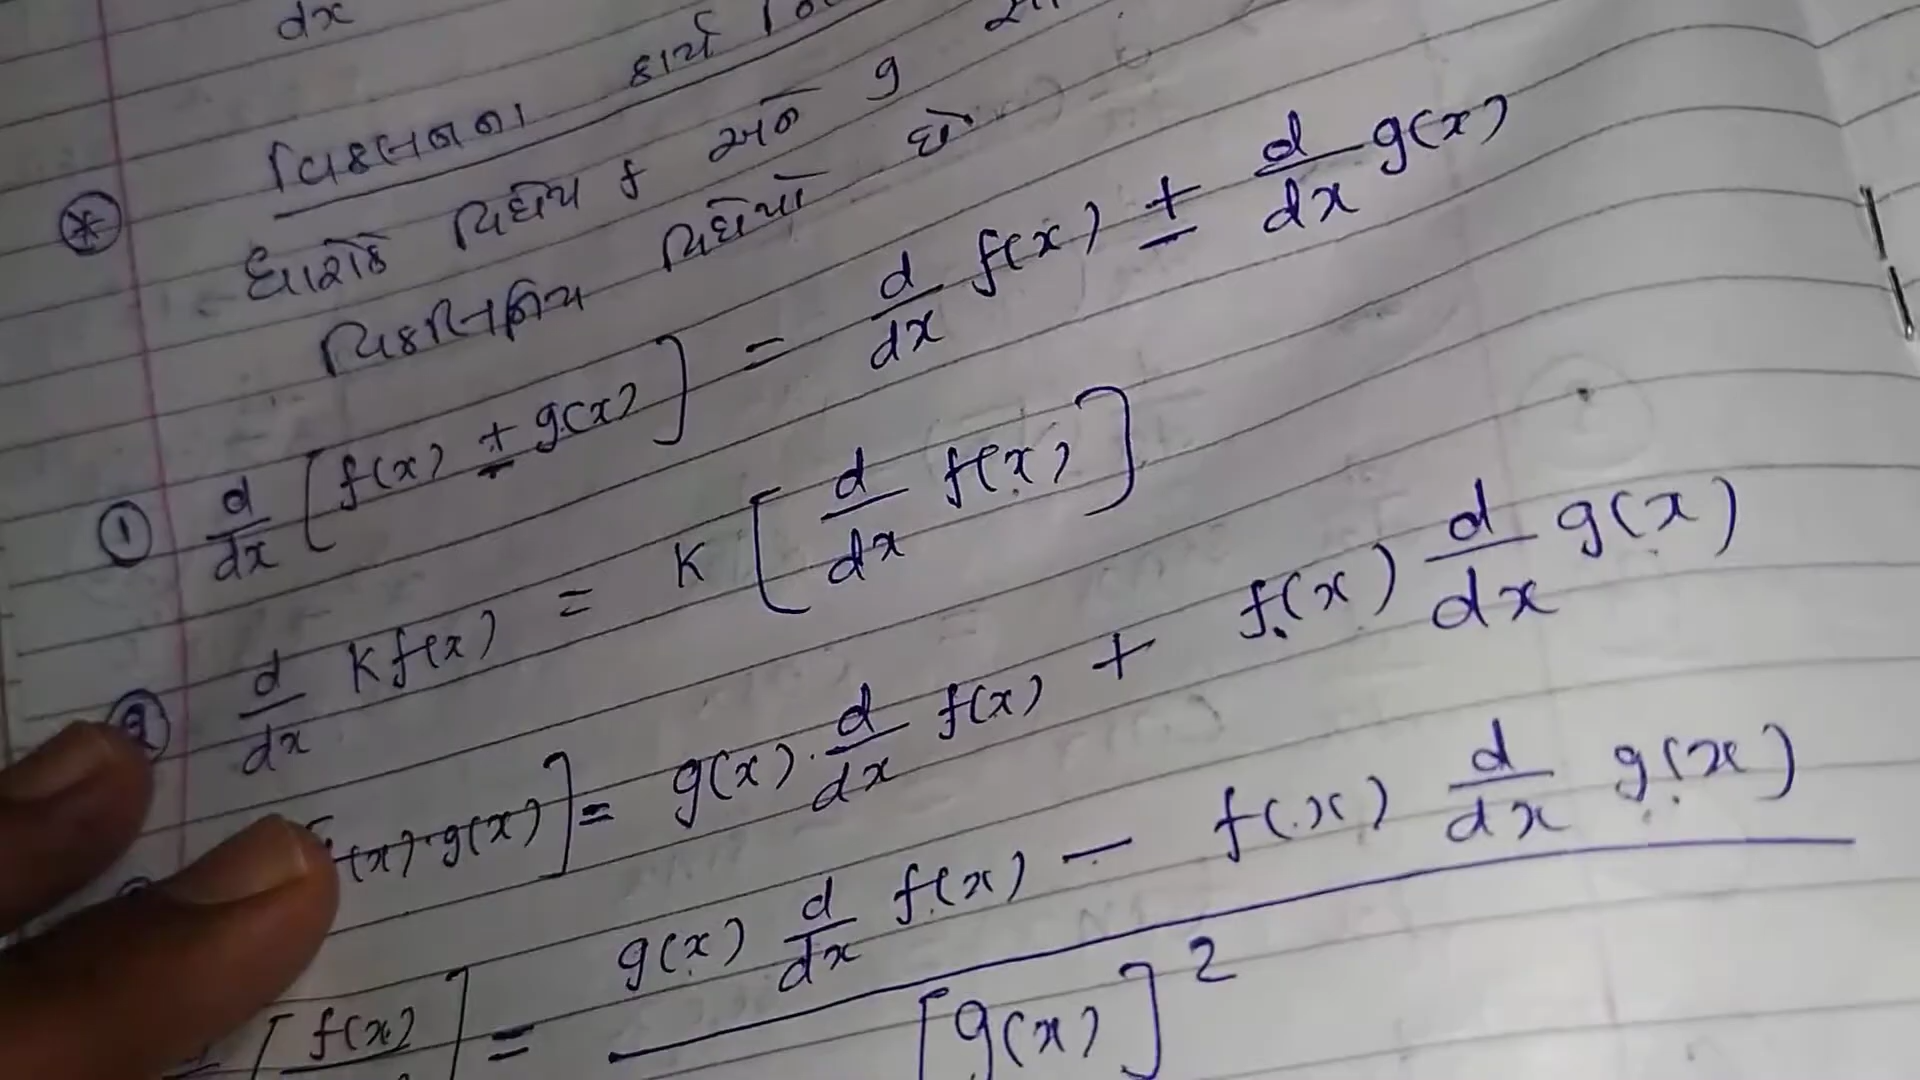 dx
વિકલનના કાર્ય
ધારોકે વિધેય f અને g
વિકલનિય વિધેયો છે.
① d/dx [f(x) ± g(x)] = d/dx f(x) ± d/dx g(x)
② d/dx K f(x) = K [d/dx f(x)]
(x)·g(x)] = g(x)·d/dx f(x) + f(x) d/dx g(x)
[f(x)] = g(x) d/dx f(x) − f(x) d/dx g(x) / [g(x)]²